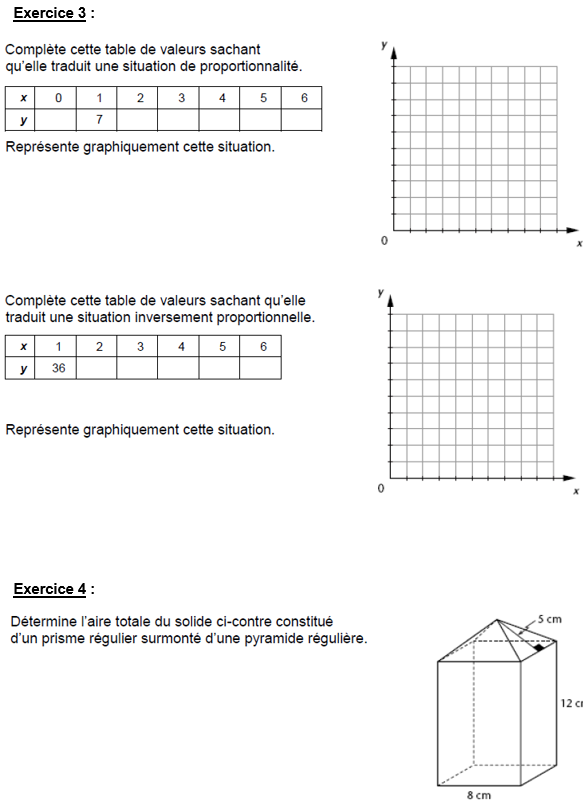 Exercice 3 :
Complète cette table de valeurs sachant
qu'elle traduit une situation de proportionnalité.
x 0 1 2 3 4 5 6
y 7
Représente graphiquement cette situation.
y
0
x
Complète cette table de valeurs sachant qu'elle
traduit une situation inversement proportionnelle.
x 1 2 3 4 5 6
y 36
Représente graphiquement cette situation.
y
0
x
Exercice 4 :
Détermine l'aire totale du solide ci-contre constitué
d'un prisme régulier surmonté d'une pyramide régulière.
5 cm
12 c
8 cm